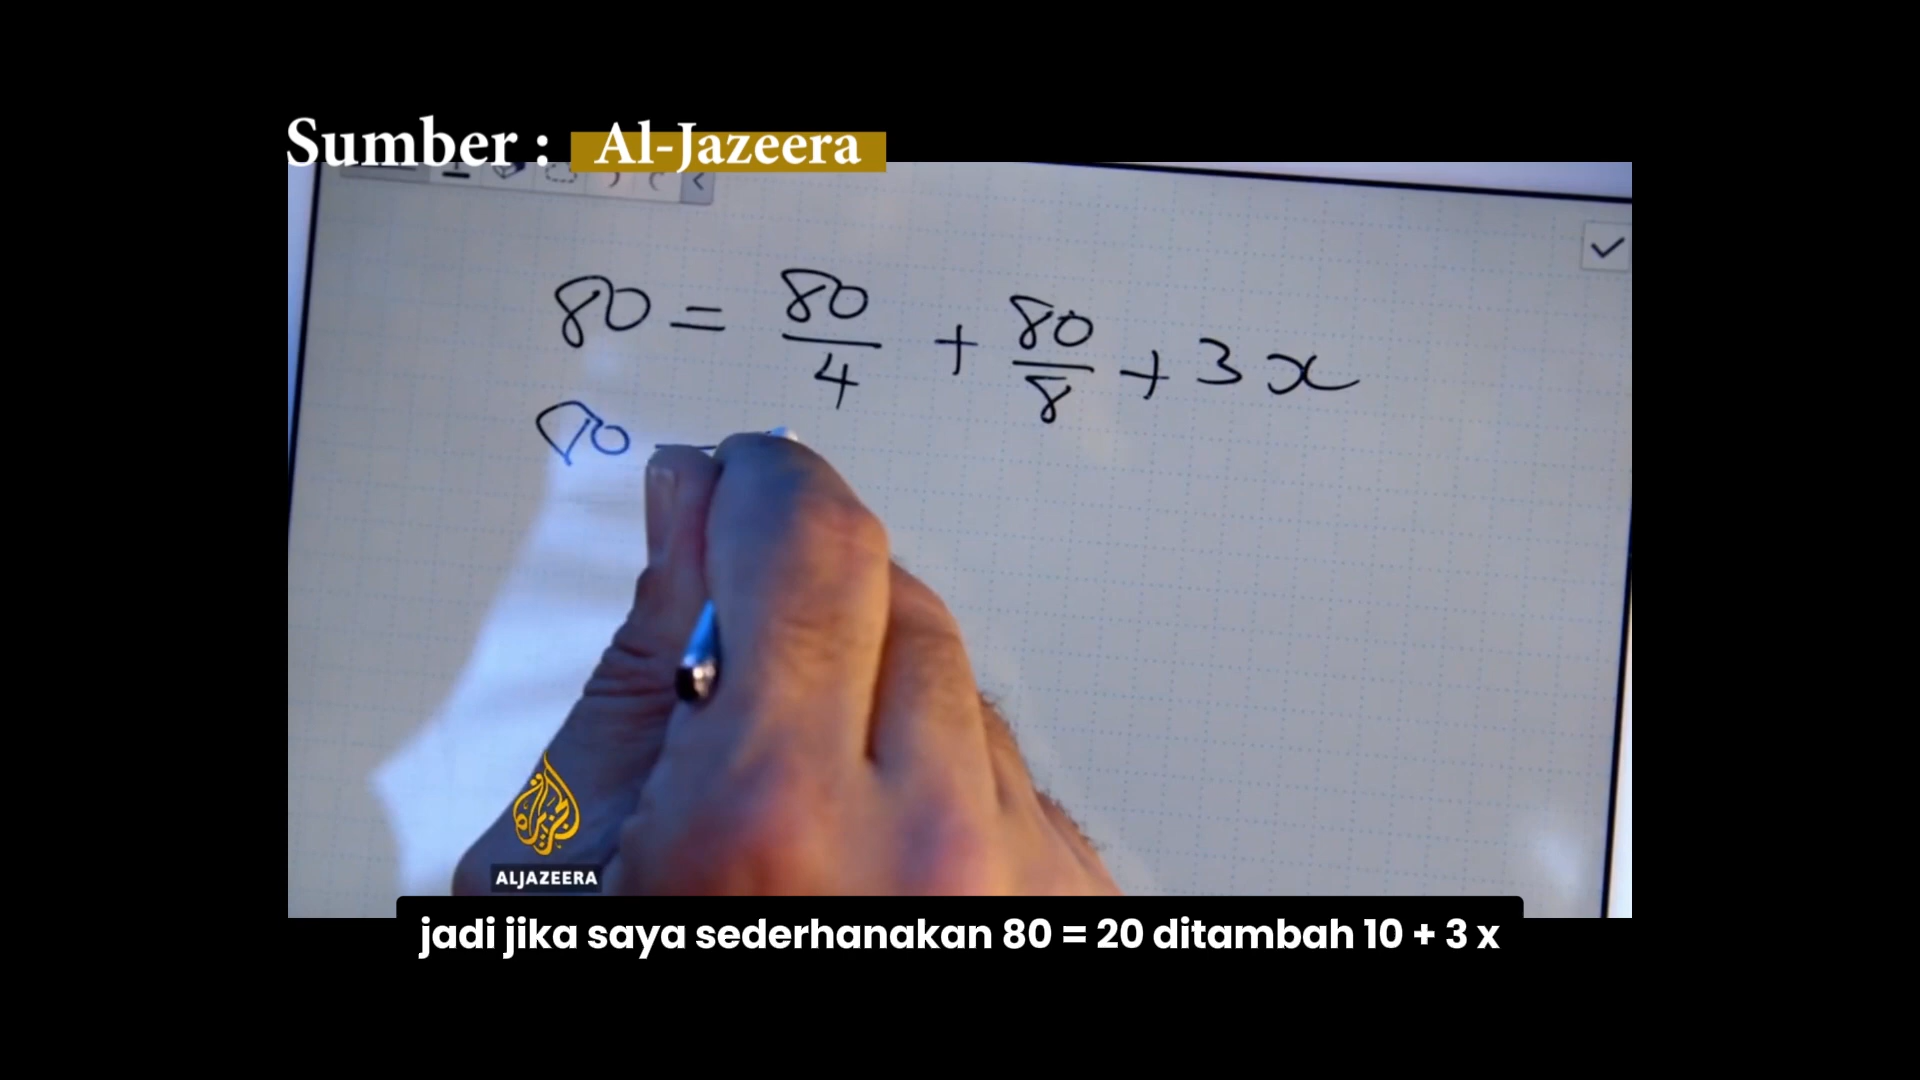 Sumber : Al-Jazeera
80 = 80/4 + 80/8 + 3x
80
ALJAZEERA
jadi jika saya sederhanakan 80 = 20 ditambah 10 + 3 x